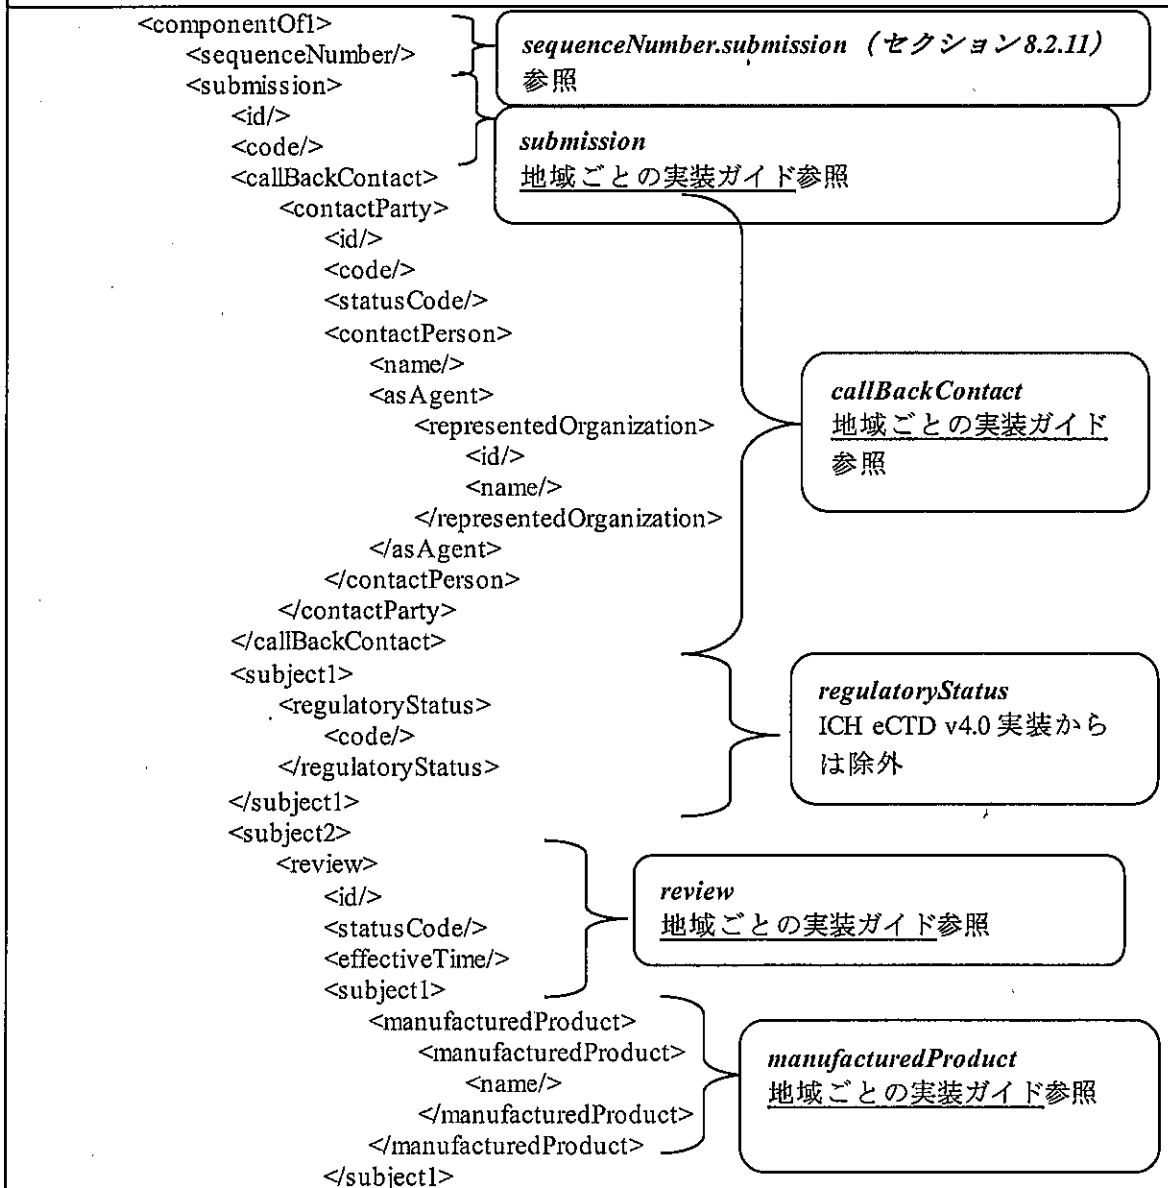 <componentOf1>
<sequenceNumber/>
<submission>
<id/>
<code/>
<callBackContact>
<contactParty>
<id/>
<code/>
<statusCode/>
<contactPerson>
<name/>
<asAgent>
<representedOrganization>
<id/>
<name/>
</representedOrganization>
</asAgent>
</contactPerson>
</contactParty>
</callBackContact>
<subject1>
<regulatoryStatus>
<code/>
</regulatoryStatus>
</subject1>
<subject2>
<review>
<id/>
<statusCode/>
<effectiveTime/>
<subject1>
<manufacturedProduct>
<manufacturedProduct>
<name/>
</manufacturedProduct>
</manufacturedProduct>
</subject1>
sequenceNumber.submission（セクション8.2.11）
参照
submission
地域ごとの実装ガイド参照
callBackContact
地域ごとの実装ガイド
参照
regulatoryStatus
ICH eCTD v4.0 実装から
は除外
review
地域ごとの実装ガイド参照
manufacturedProduct
地域ごとの実装ガイド参照